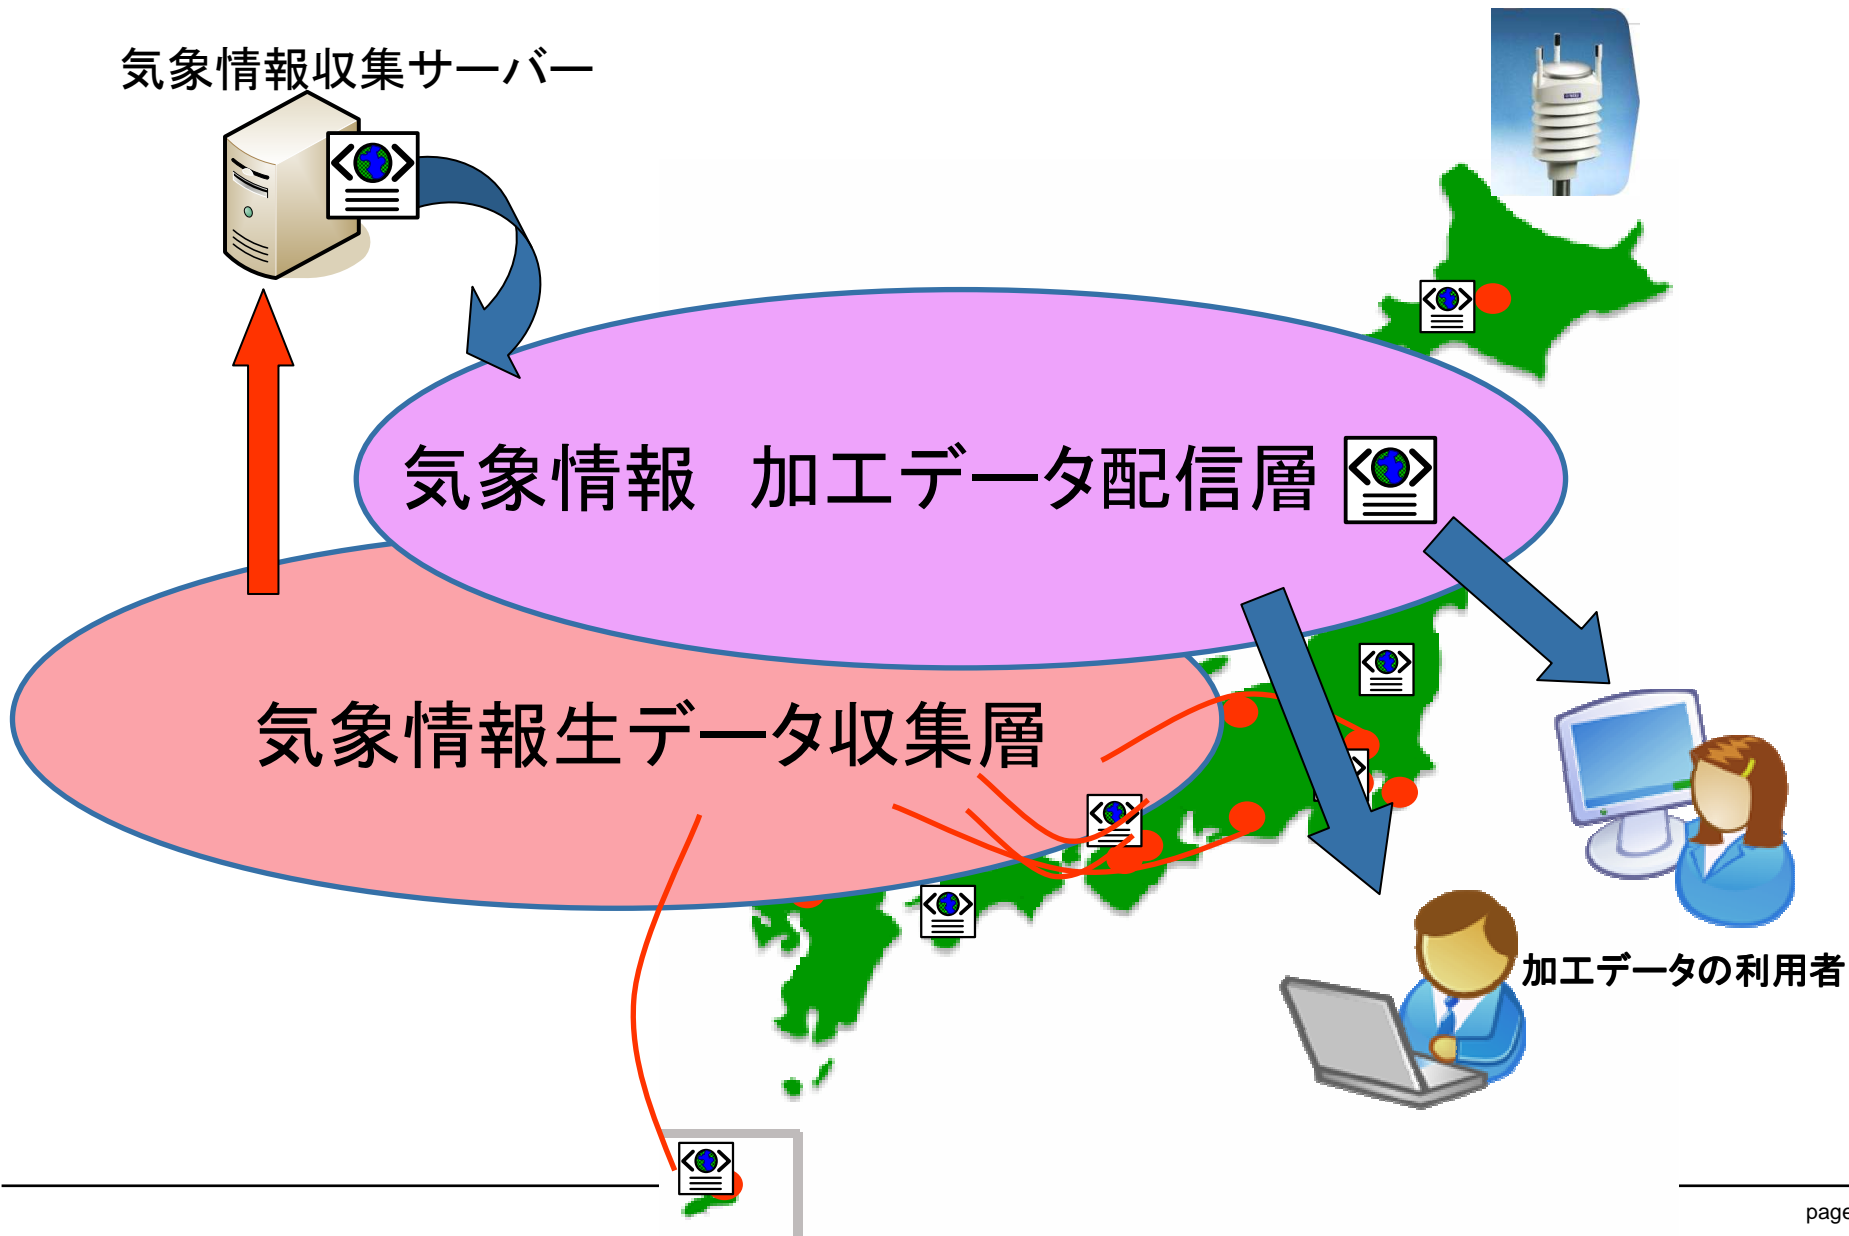 気象情報収集サーバー
気象情報　加工データ配信層
気象情報生データ収集層
加工データの利用者
page